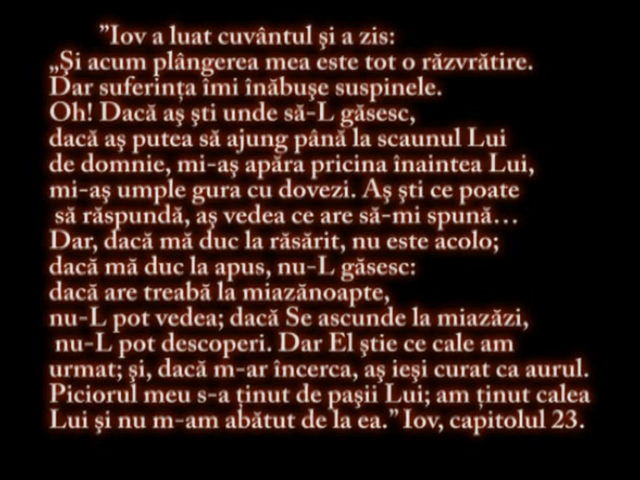 ”Iov a luat cuvântul şi a zis:
„Şi acum plângerea mea este tot o răzvrătire.
Dar suferinţa îmi înăbuşe suspinele.
Oh! Dacă aş şti unde să-L găsesc,
dacă aş putea să ajung până la scaunul Lui
de domnie, mi-aş apăra pricina înaintea Lui,
mi-aş umple gura cu dovezi. Aş şti ce poate
să răspundă, aş vedea ce are să-mi spună…
Dar, dacă mă duc la răsărit, nu este acolo;
dacă mă duc la apus, nu-L găsesc:
dacă are treabă la miazănoapte,
nu-L pot vedea; dacă Se ascunde la miazăzi,
nu-L pot descoperi. Dar El ştie ce cale am
urmat; şi, dacă m-ar încerca, aş ieşi curat ca aurul.
Piciorul meu s-a ţinut de paşii Lui; am ţinut calea
Lui şi nu m-am abătut de la ea.” Iov, capitolul 23.